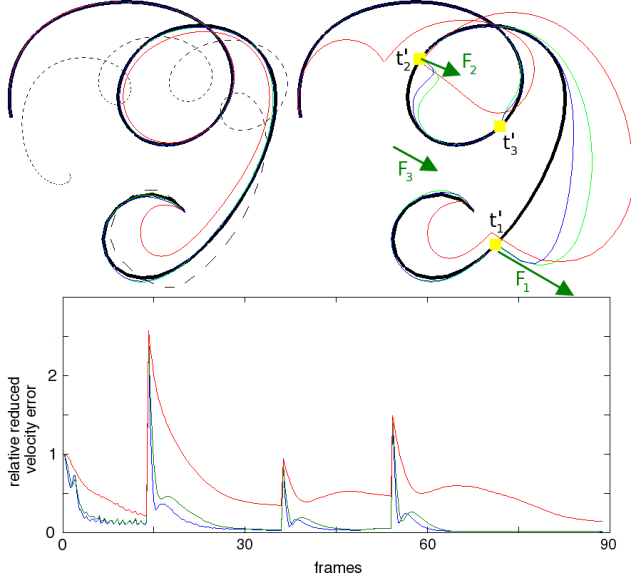 t'2
F2
t'3
F3
t'1
F1
relative reduced
velocity error
2
1
0
0
30
60
90
frames